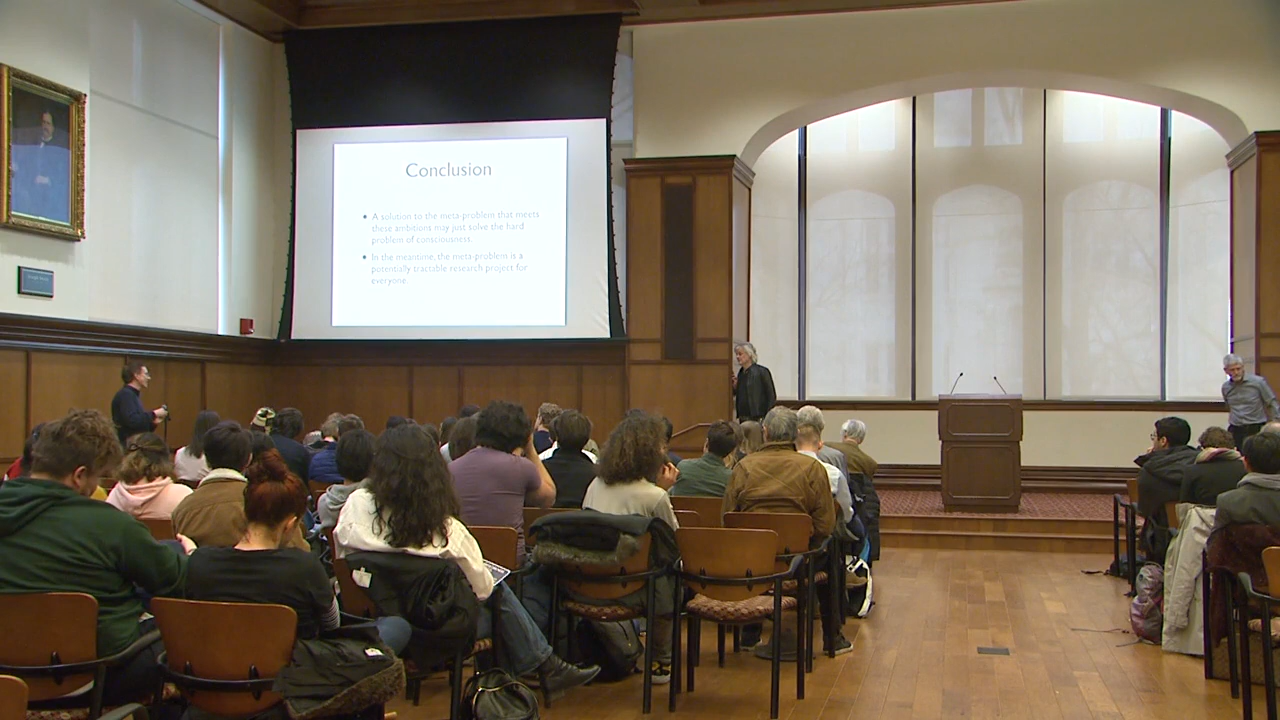 Conclusion
• A solution to the meta-problem that meets
these ambitions may just solve the hard
problem of consciousness.
• In the meantime, the meta-problem is a
potentially tractable research project for
everyone.